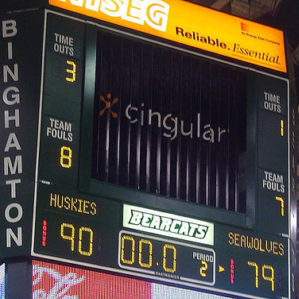 NYSEG
Reliable. Essential.
BINGHAMTON
TIME
OUTS
3
TIME
OUTS
1
cingular
TEAM
FOULS
8
TEAM
FOULS
7
HUSKIES
90
BEARCATS
00.0
PERIOD
2
SEAWOLVES
79